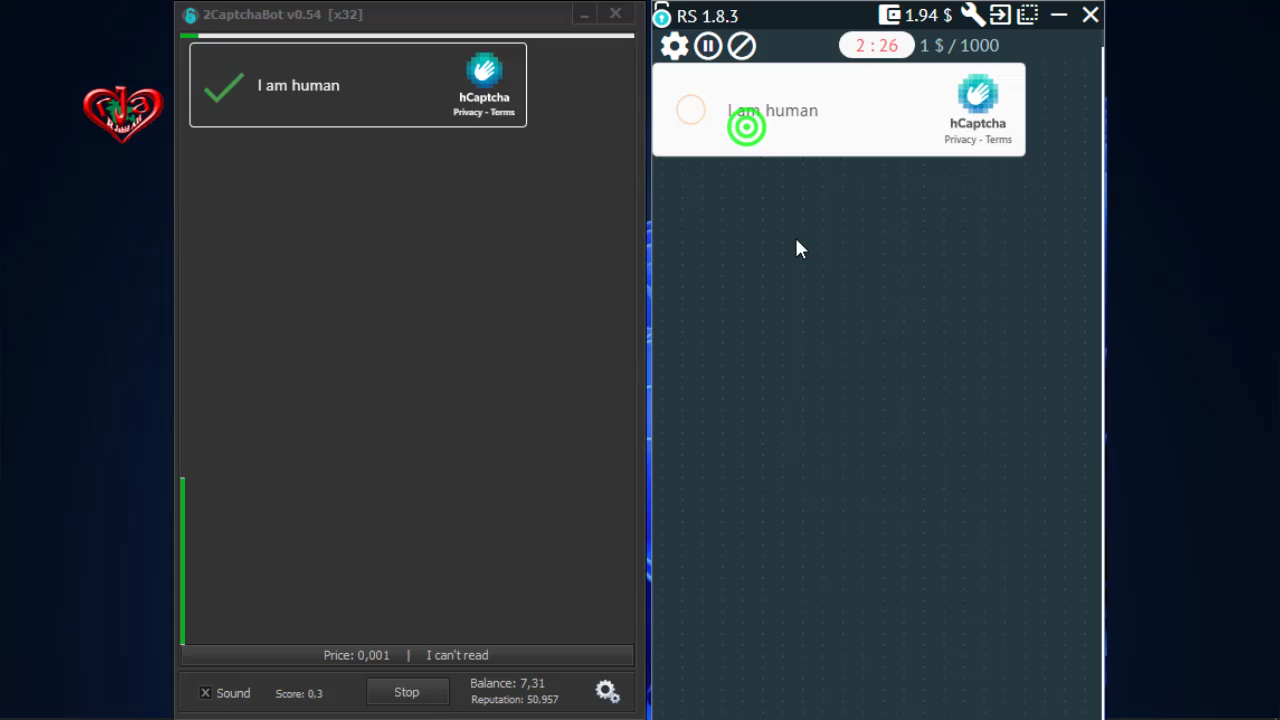 2CaptchaBot v0.54 [x32]
I am human
hCaptcha
Privacy - Terms
Price: 0,001 | I can't read
Sound
Score: 0,3
Stop
Balance: 7,31
Reputation: 50,957
RS 1.8.3
1.94 $
2 : 26
1 $ / 1000
I am human
hCaptcha
Privacy - Terms